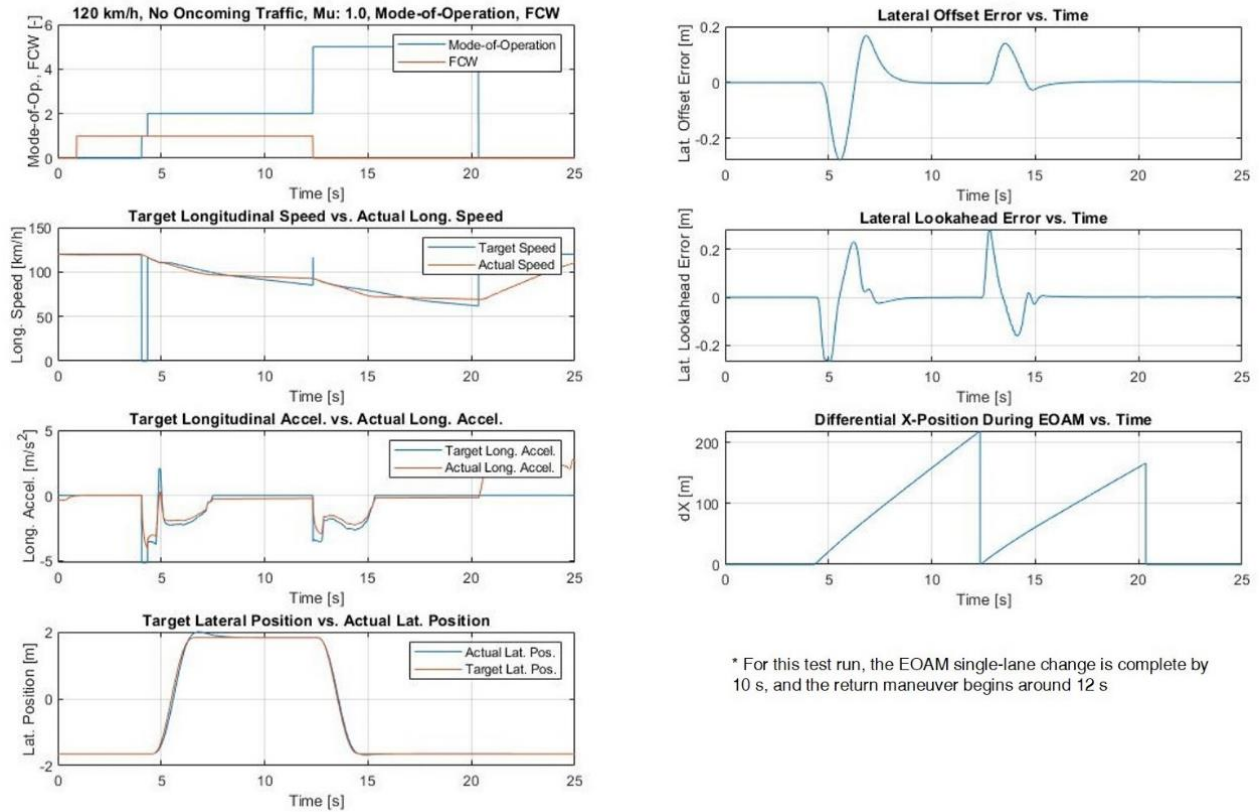 120 km/h, No Oncoming Traffic, Mu: 1.0, Mode-of-Operation, FCW
Mode-of-Op., FCW [-]
6
4
2
0
Mode-of-Operation
FCW
0 5 10 15 20 25
Time [s]
Target Longitudinal Speed vs. Actual Long. Speed
Long. Speed [km/h]
150
100
50
0
Target Speed
Actual Speed
0 5 10 15 20 25
Time [s]
Target Longitudinal Accel. vs. Actual Long. Accel.
Long. Accel. [m/s²]
5
0
-5
Target Long. Accel.
Actual Long. Accel.
0 5 10 15 20 25
Time [s]
Target Lateral Position vs. Actual Lat. Position
Lat. Position [m]
2
0
-2
Actual Lat. Pos.
Target Lat. Pos.
0 5 10 15 20 25
Time [s]
Lateral Offset Error vs. Time
Lat. Offset Error [m]
0.2
0
-0.2
0 5 10 15 20 25
Time [s]
Lateral Lookahead Error vs. Time
Lat. Lookahead Error [m]
0.2
0
-0.2
0 5 10 15 20 25
Time [s]
Differential X-Position During EOAM vs. Time
dX [m]
200
100
0
0 5 10 15 20 25
Time [s]
* For this test run, the EOAM single-lane change is complete by
10 s, and the return maneuver begins around 12 s